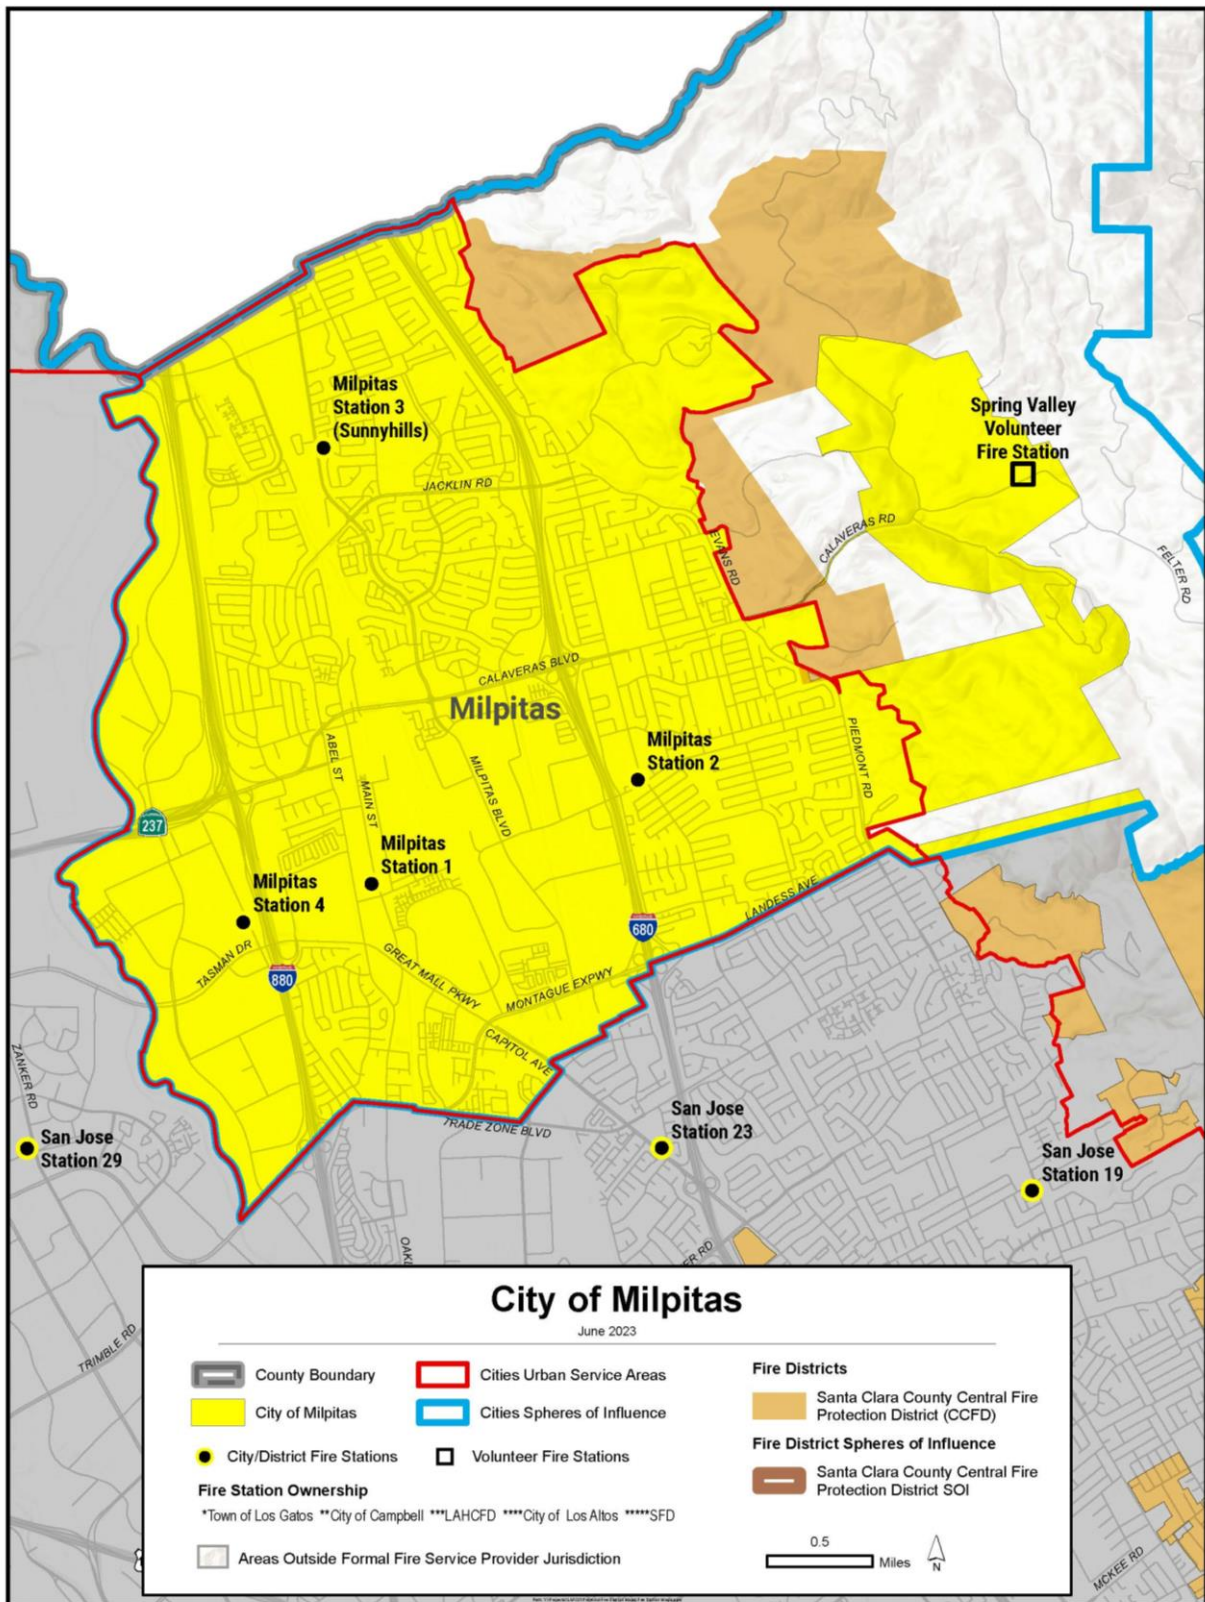 Milpitas
Station 3
(Sunnyhills)
Spring Valley
Volunteer
Fire Station
JACKLIN RD
CALAVERAS RD
EVANS RD
FELTER RD
CALAVERAS BLVD
Milpitas
ABEL ST
MAIN ST
MILPITAS BLVD
Milpitas
Station 2
PIEDMONT RD
237
Milpitas
Station 1
Milpitas
Station 4
LANDESS AVE
680
TASMAN DR
880
GREAT MALL PKWY
MONTAGUE EXPWY
CAPITOL AVE
ZANKER RD
TRADE ZONE BLVD
San Jose
Station 29
San Jose
Station 23
San Jose
Station 19
OAKL
ER RD
TRIMBLE RD
MCKEE RD
City of Milpitas
June 2023
County Boundary
Cities Urban Service Areas
Fire Districts
City of Milpitas
Cities Spheres of Influence
Santa Clara County Central Fire
Protection District (CCFD)
City/District Fire Stations
Volunteer Fire Stations
Fire District Spheres of Influence
Santa Clara County Central Fire
Protection District SOI
Fire Station Ownership
*Town of Los Gatos **City of Campbell ***LAHCFD ****City of Los Altos *****SFD
Areas Outside Formal Fire Service Provider Jurisdiction
0.5
Miles
N